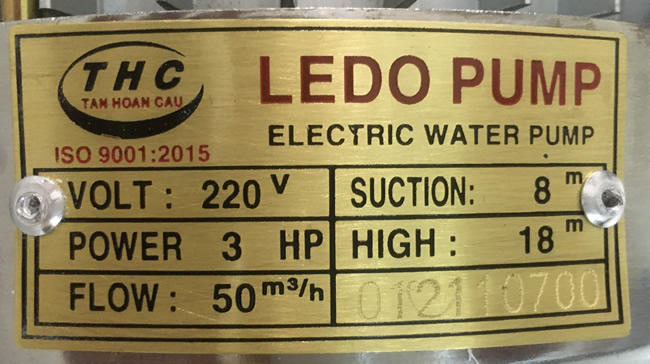 THC
TAN HOAN CAU
ISO 9001:2015
LEDO PUMP
ELECTRIC WATER PUMP
VOLT : 220 V
SUCTION: 8 m
POWER 3 HP
HIGH : 18 m
FLOW : 50 m³/h
012110700